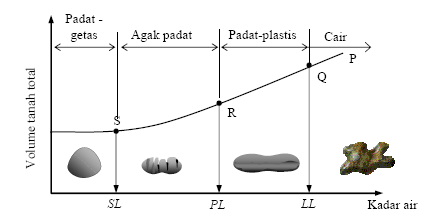 Padat -
getas
Agak padat
Padat-plastis
Cair
P
Q
R
S
Volume tanah total
SL
PL
LL
Kadar air